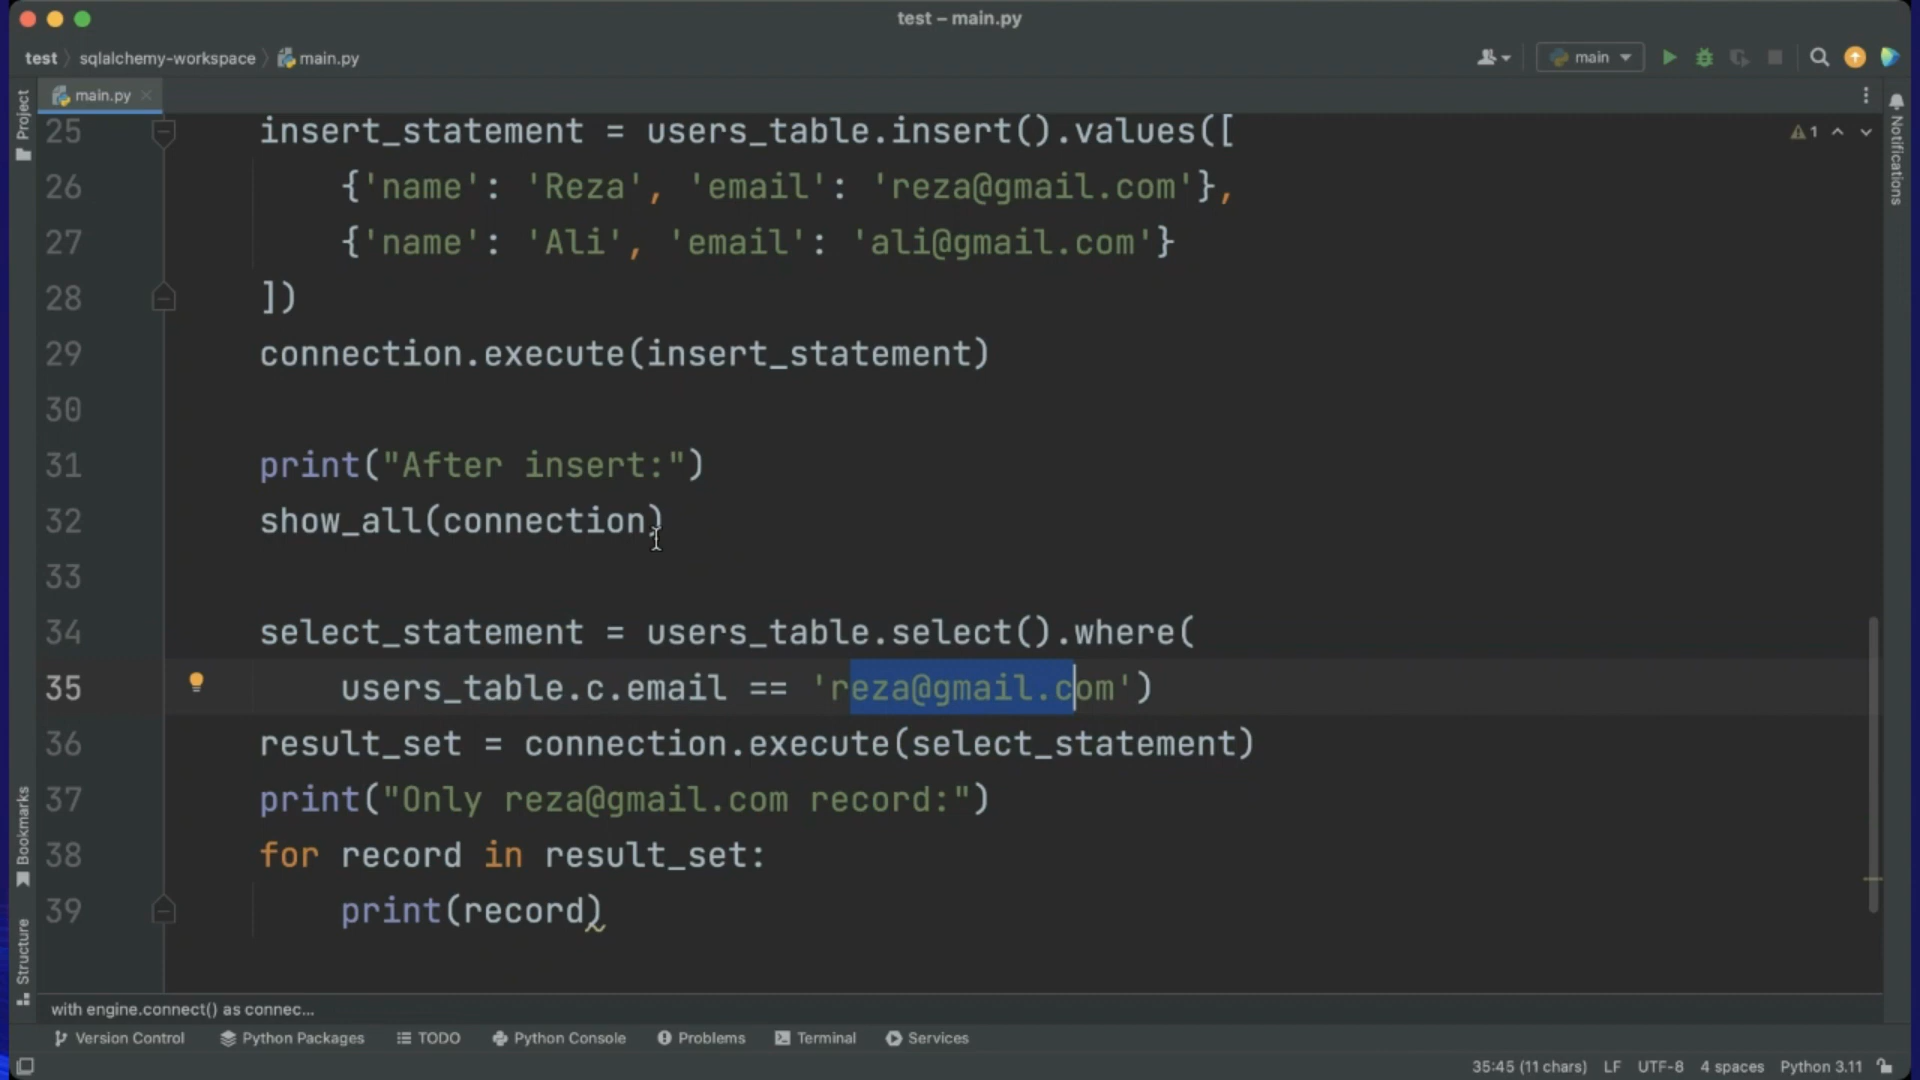 test – main.py
test sqlalchemy-workspace main.py
main
main.py
Project
Notifications
1
25 insert_statement = users_table.insert().values([
26 {'name': 'Reza', 'email': 'reza@gmail.com'},
27 {'name': 'Ali', 'email': 'ali@gmail.com'}
28 ])
29 connection.execute(insert_statement)
30
31 print("After insert:")
32 show_all(connection)
33
34 select_statement = users_table.select().where(
35 users_table.c.email == 'reza@gmail.com')
36 result_set = connection.execute(select_statement)
37 print("Only reza@gmail.com record:")
38 for record in result_set:
39 print(record)
Bookmarks
Structure
with engine.connect() as connec...
Version Control Python Packages TODO Python Console Problems Terminal Services
35:45 (11 chars) LF UTF-8 4 spaces Python 3.11